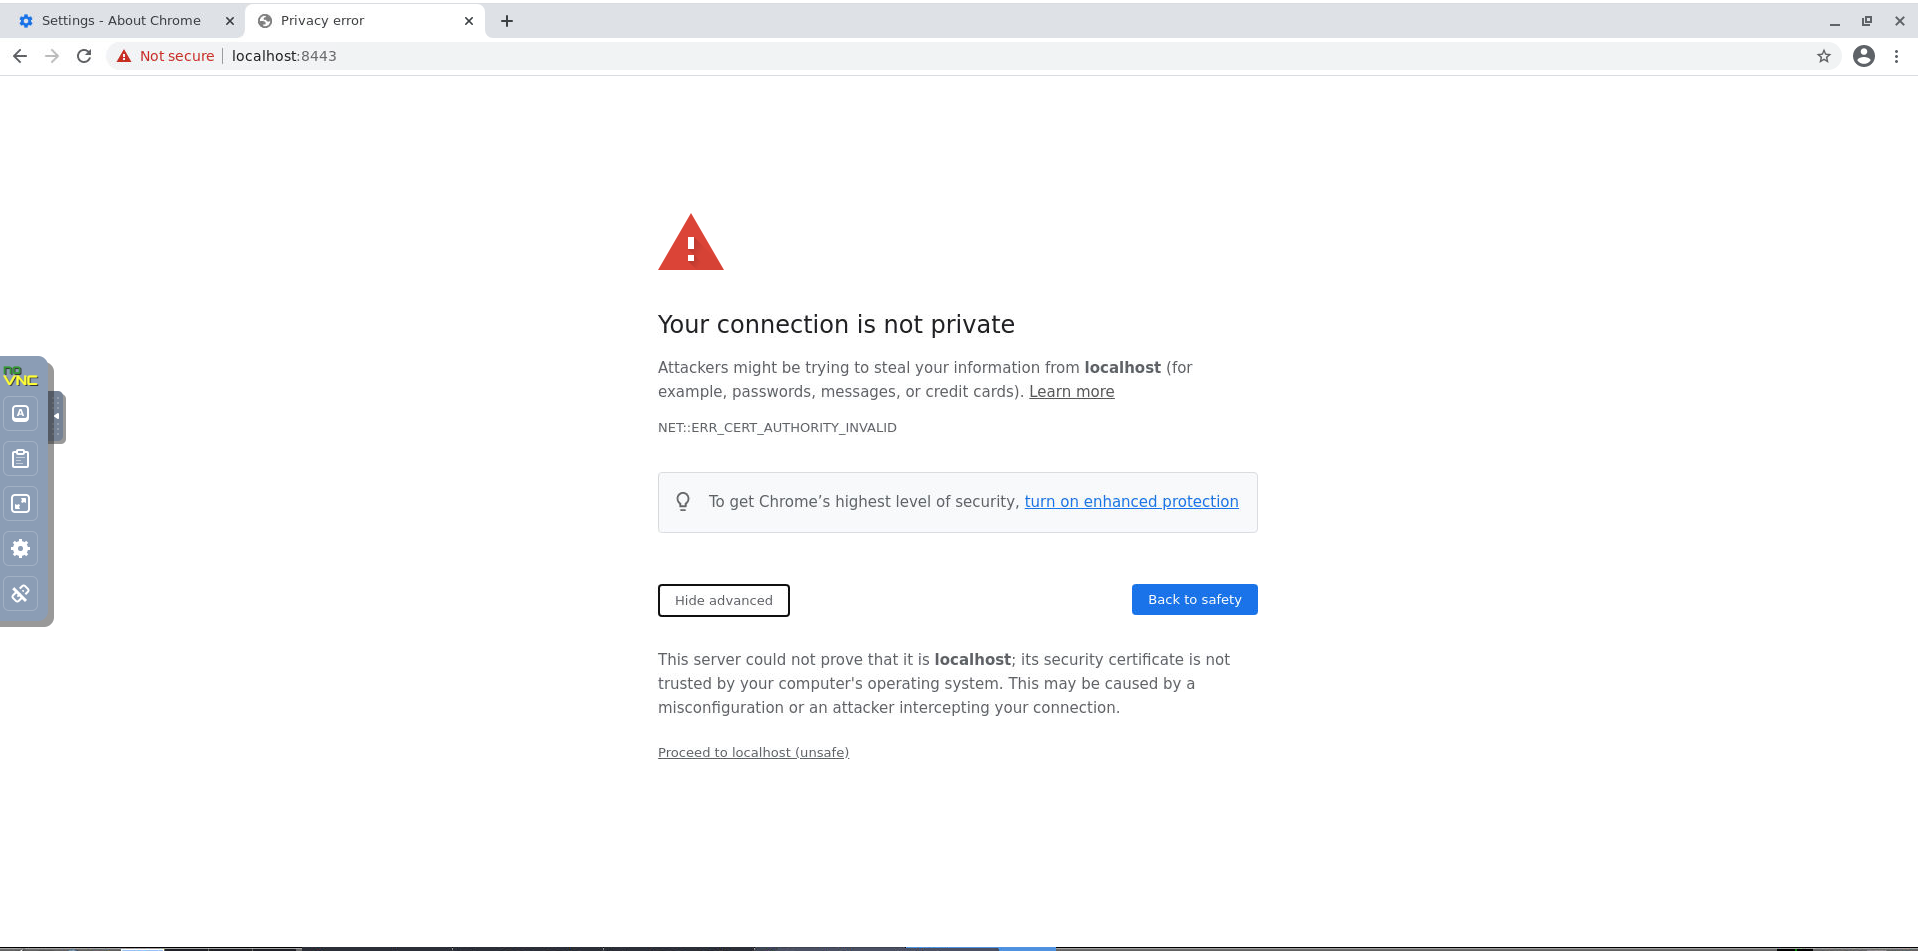 Settings - About Chrome
Privacy error
Not secure
localhost:8443
Your connection is not private
Attackers might be trying to steal your information from localhost (for
example, passwords, messages, or credit cards). Learn more
NET::ERR_CERT_AUTHORITY_INVALID
To get Chrome’s highest level of security, turn on enhanced protection
Hide advanced
Back to safety
This server could not prove that it is localhost; its security certificate is not
trusted by your computer's operating system. This may be caused by a
misconfiguration or an attacker intercepting your connection.
Proceed to localhost (unsafe)
no
VNC
A